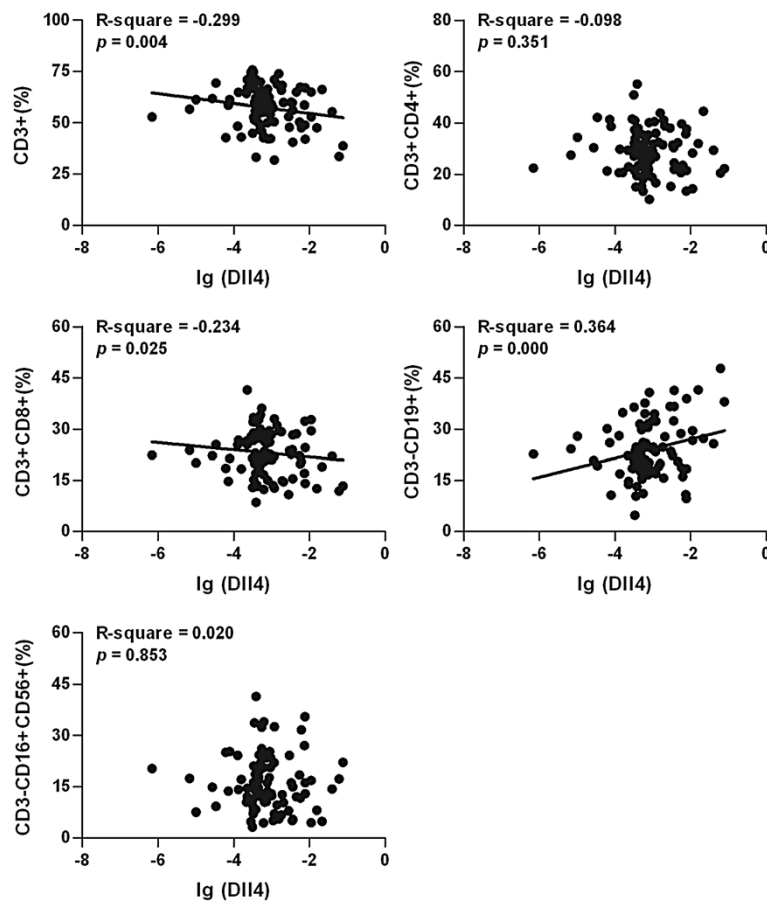 R-square = -0.299
p = 0.004
CD3+(%)
100
75
50
25
0
-8
-6
-4
-2
0
lg (Dll4)
R-square = -0.098
p = 0.351
CD3+CD4+(%)
80
60
40
20
0
-8
-6
-4
-2
0
lg (Dll4)
R-square = -0.234
p = 0.025
CD3+CD8+(%)
60
45
30
15
0
-8
-6
-4
-2
0
lg (Dll4)
R-square = 0.364
p = 0.000
CD3-CD19+(%)
60
45
30
15
0
-8
-6
-4
-2
0
lg (Dll4)
R-square = 0.020
p = 0.853
CD3-CD16+CD56+(%)
60
45
30
15
0
-8
-6
-4
-2
0
lg (Dll4)